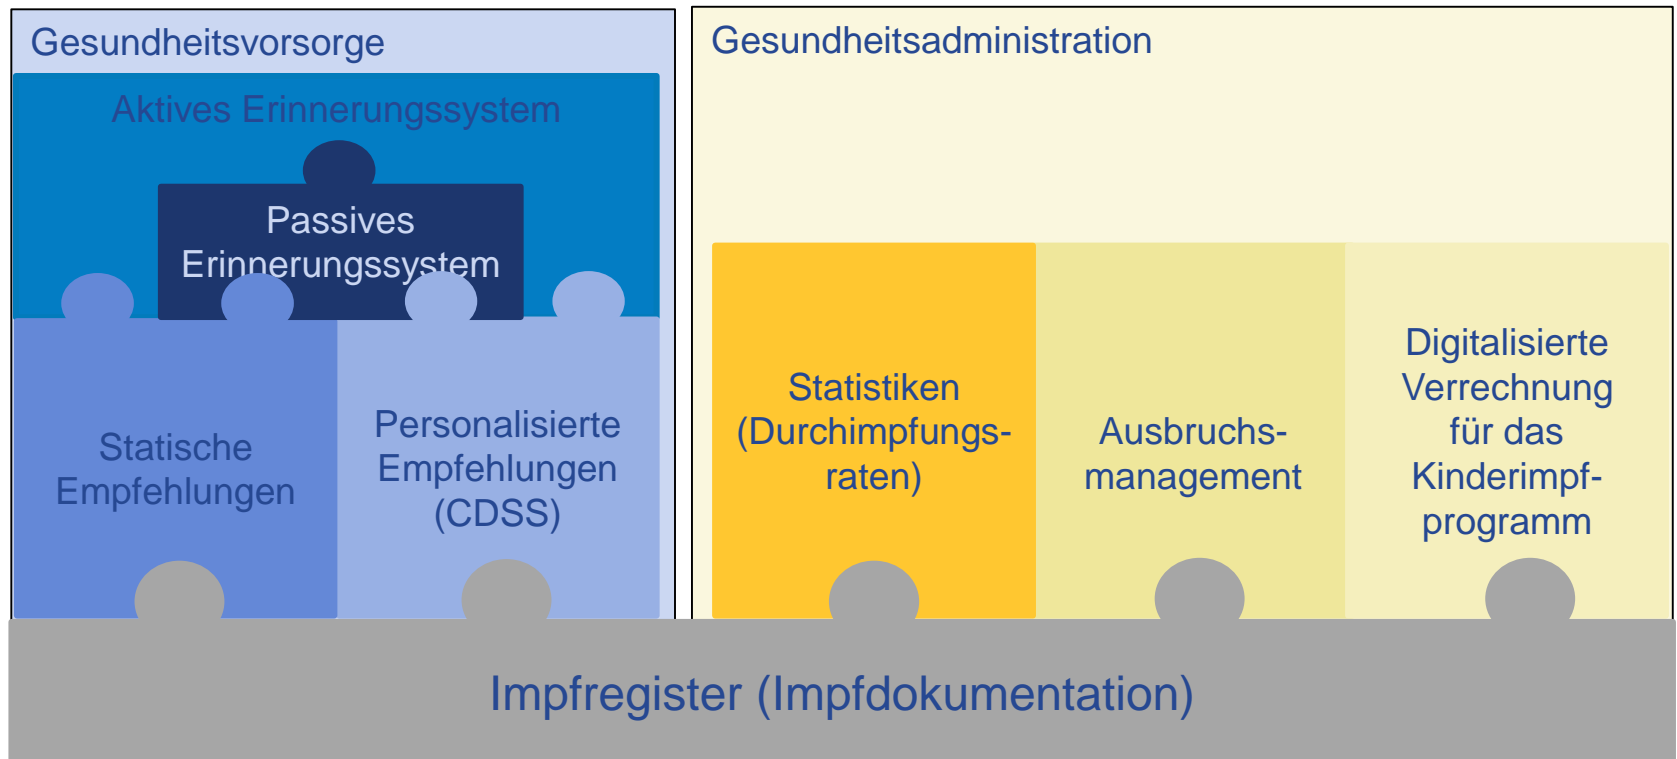 Gesundheitsvorsorge
Aktives Erinnerungssystem
Passives
Erinnerungssystem
Statische
Empfehlungen
Personalisierte
Empfehlungen
(CDSS)
Gesundheitsadministration
Statistiken
(Durchimpfungs-
raten)
Ausbruchs-
management
Digitalisierte
Verrechnung
für das
Kinderimpf-
programm
Impfregister (Impfdokumentation)